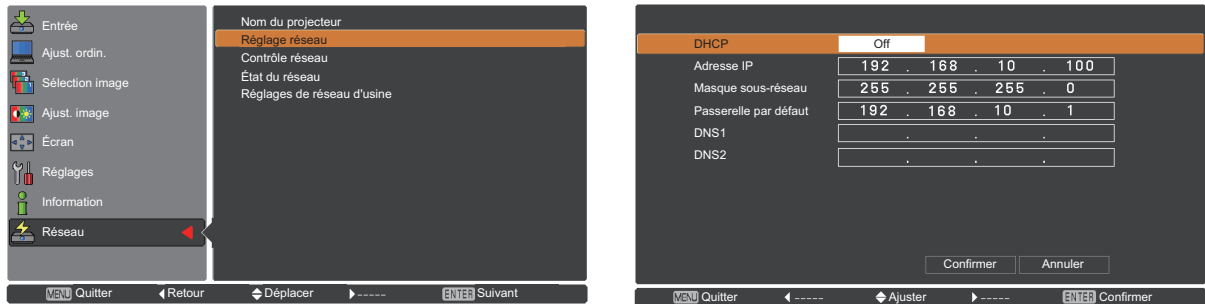 Entrée
Ajust. ordin.
Sélection image
Ajust. image
Écran
Réglages
Information
Réseau
Nom du projecteur
Réglage réseau
Contrôle réseau
État du réseau
Réglages de réseau d'usine
MENU Quitter Retour Déplacer ----- ENTER Suivant
DHCP Off
Adresse IP 192 . 168 . 10 . 100
Masque sous-réseau 255 . 255 . 255 . 0
Passerelle par défaut 192 . 168 . 10 . 1
DNS1 . . .
DNS2 . . .
Confirmer Annuler
MENU Quitter ----- Ajuster ----- ENTER Confirmer